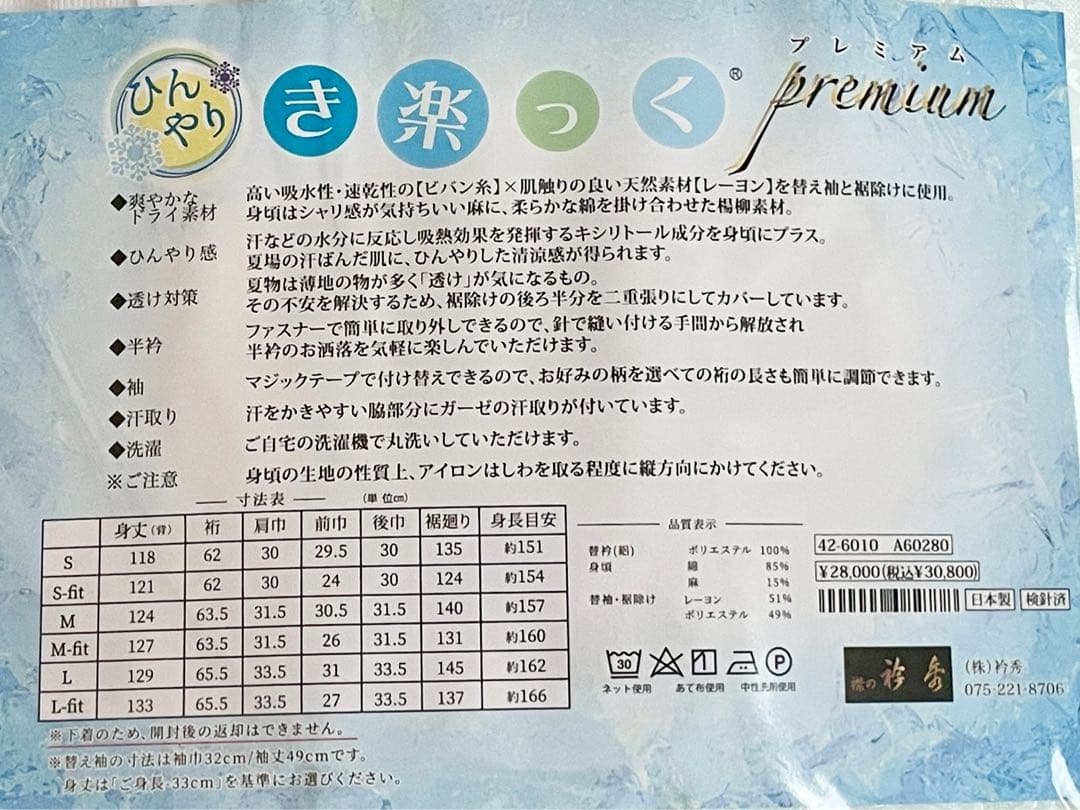 ひんやり
き楽っく®
プレミアム
premium
◆爽やかなドライ素材 高い吸水性・速乾性の【ビバン糸】×肌触りの良い天然素材【レーヨン】を替え袖と裾除けに使用。
身頃はシャリ感が気持ちいい麻に、柔らかな綿を掛け合わせた楊柳素材。
◆ひんやり感 汗などの水分に反応し吸熱効果を発揮するキシリトール成分を身頃にプラス。
夏場の汗ばんだ肌に、ひんやりした清涼感が得られます。
◆透け対策 夏物は薄地の物が多く「透け」が気になるもの。
その不安を解決するため、裾除けの後ろ半分を二重張りにしてカバーしています。
◆半衿 ファスナーで簡単に取り外しできるので、針で縫い付ける手間から解放され
半衿のお洒落を気軽に楽しんでいただけます。
◆袖 マジックテープで付け替えできるので、お好みの柄を選べての裄の長さも簡単に調節できます。
◆汗取り 汗をかきやすい脇部分にガーゼの汗取りが付いています。
◆洗濯 ご自宅の洗濯機で丸洗いしていただけます。
※ご注意 身頃の生地の性質上、アイロンはしわを取る程度に縦方向にかけてください。
寸法表 (単位㎝)
身丈(背) 裄 肩巾 前巾 後巾 裾廻り 身長目安
S 118 62 30 29.5 30 135 約151
S-fit 121 62 30 24 30 124 約154
M 124 63.5 31.5 30.5 31.5 140 約157
M-fit 127 63.5 31.5 26 31.5 131 約160
L 129 65.5 33.5 31 33.5 145 約162
L-fit 133 65.5 33.5 27 33.5 137 約166
※下着のため、開封後の返却はできません。
※替え袖の寸法は袖巾32cm/袖丈49cmです。
身丈は「ご身長-33cm」を基準にお選びください。
品質表示
替衿(絽) ポリエステル 100%
身頃 綿 85%
麻 15%
替袖・裾除け レーヨン 51%
ポリエステル 49%
30 P
ネット使用 あて布使用 中性洗剤使用
42-6010 A60280
¥28,000(税込¥30,800)
日本製 検針済
襟の 衿秀
(株)衿秀
075-221-8706